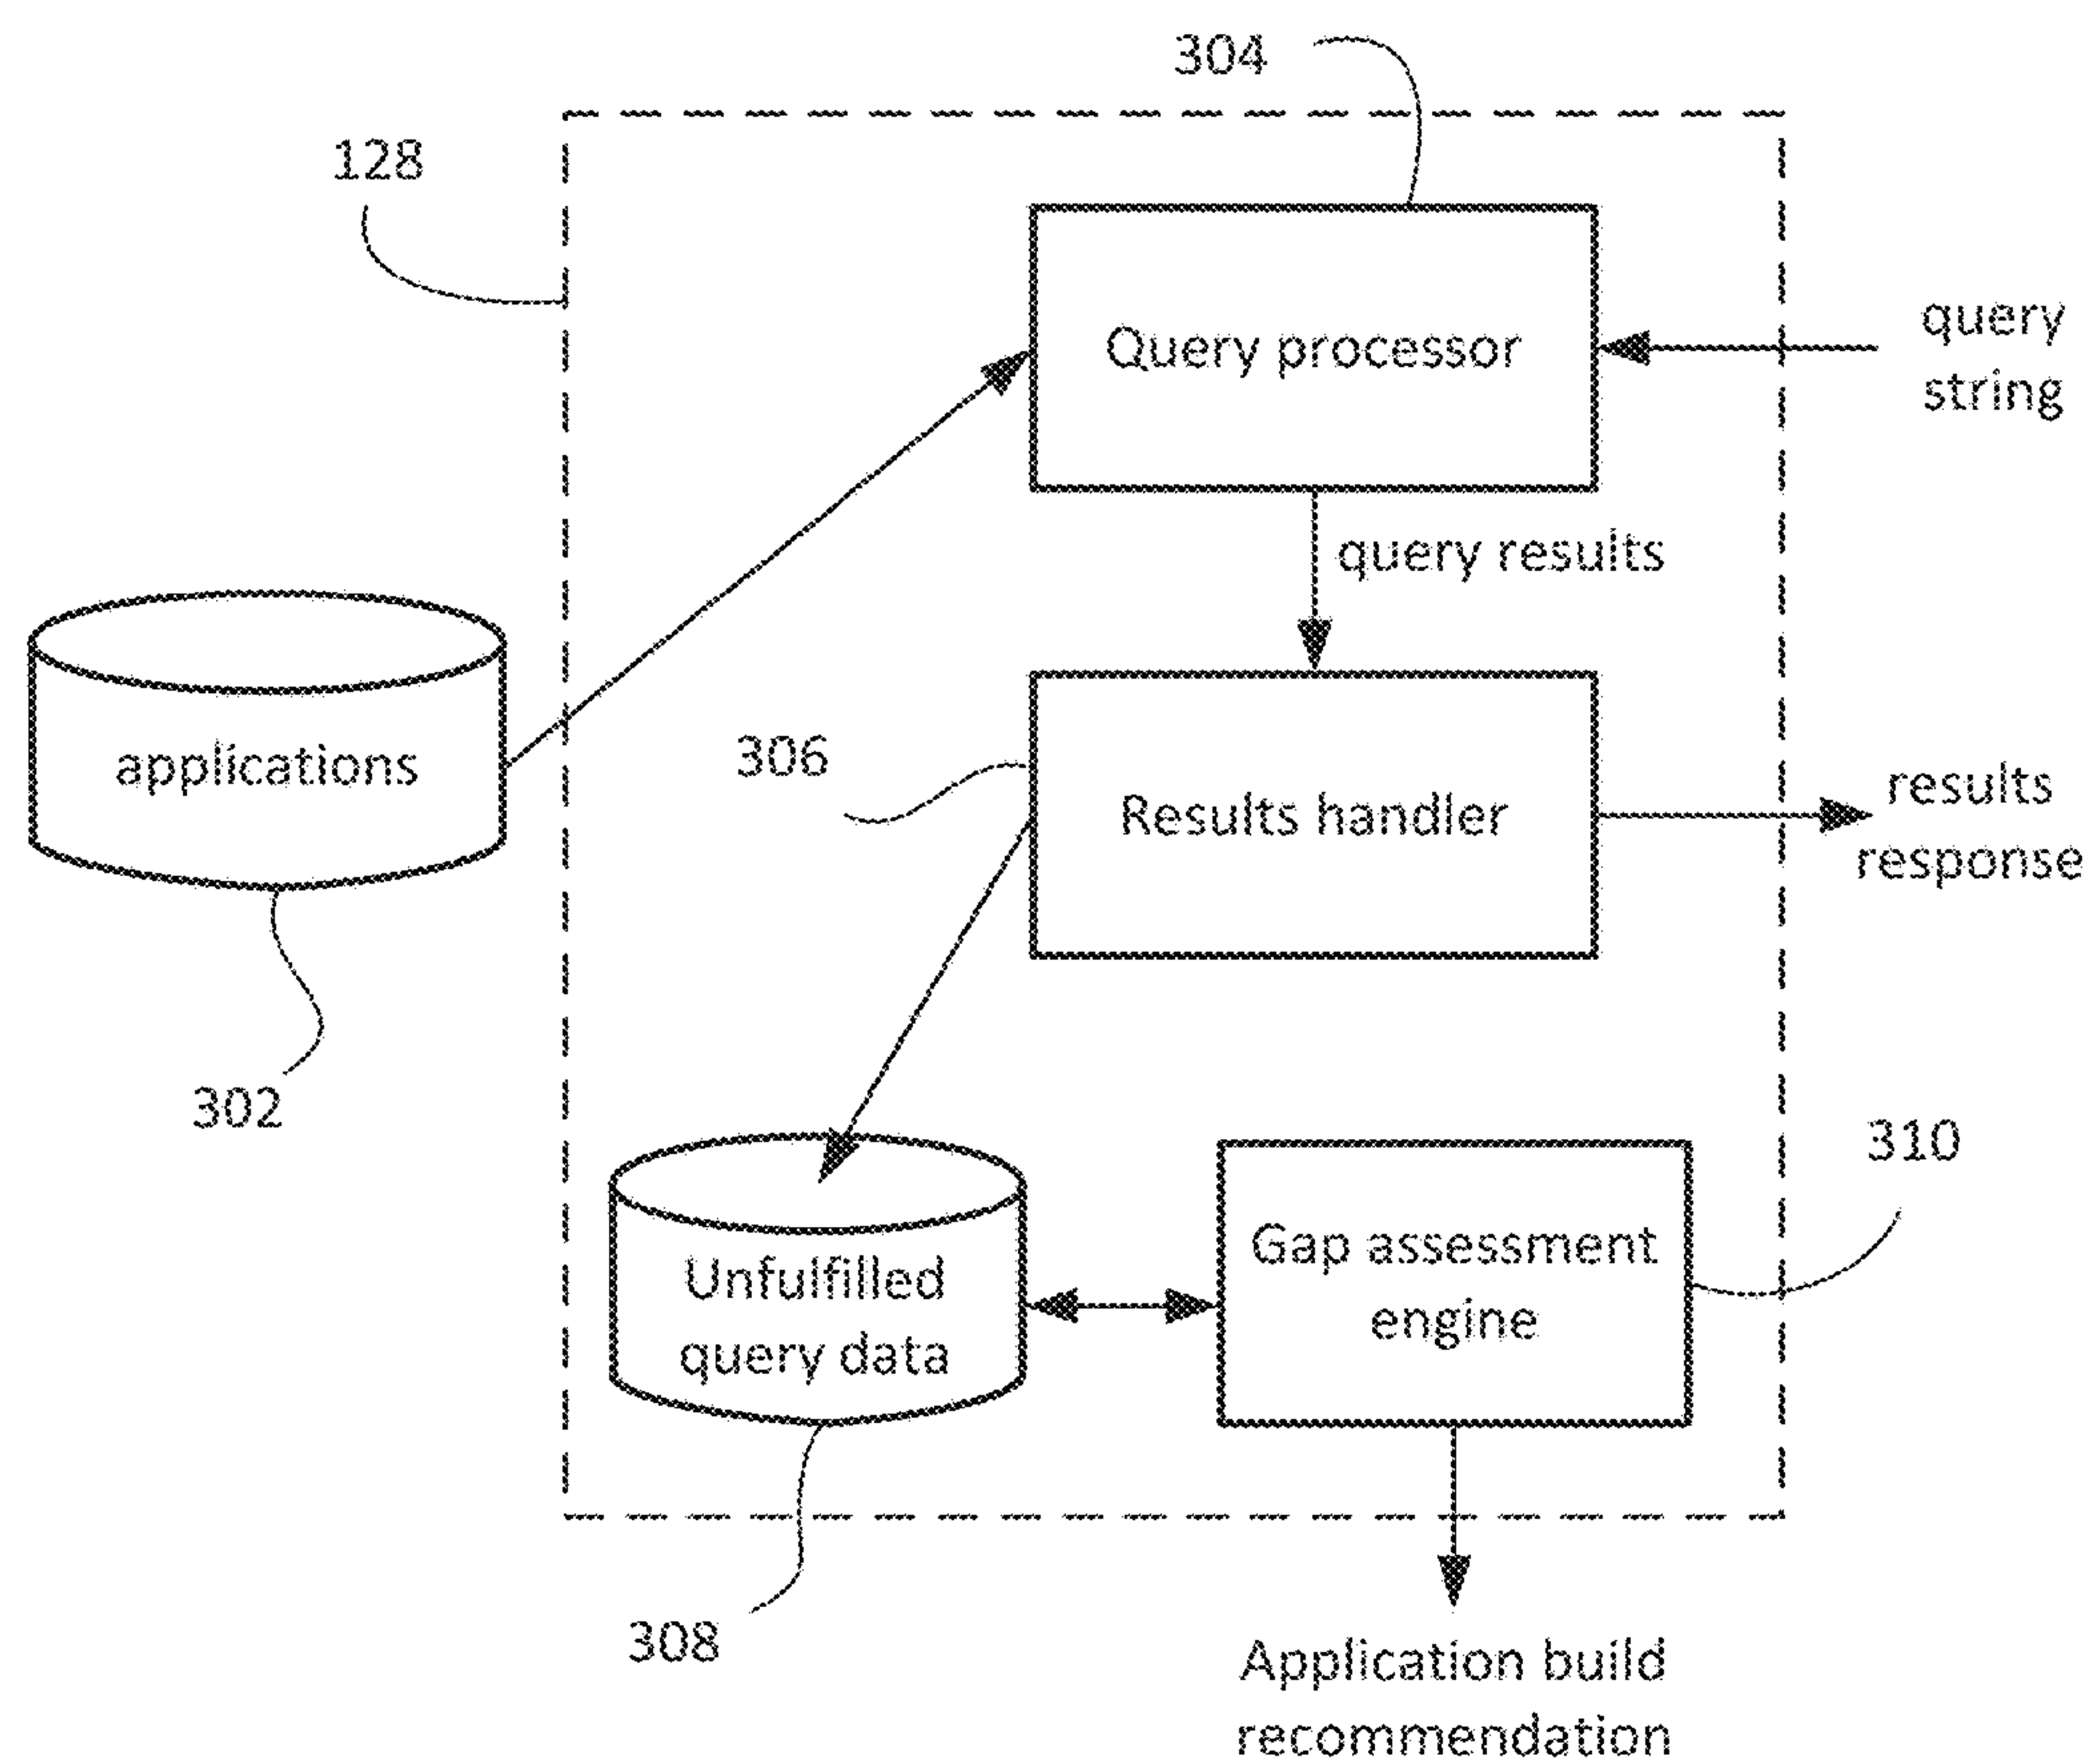 304
128
Query processor
query
string
query results
applications
306
Results handler
results
response
302
310
Unfulfilled
query data
Gap assessment
engine
308
Application build
recommendation